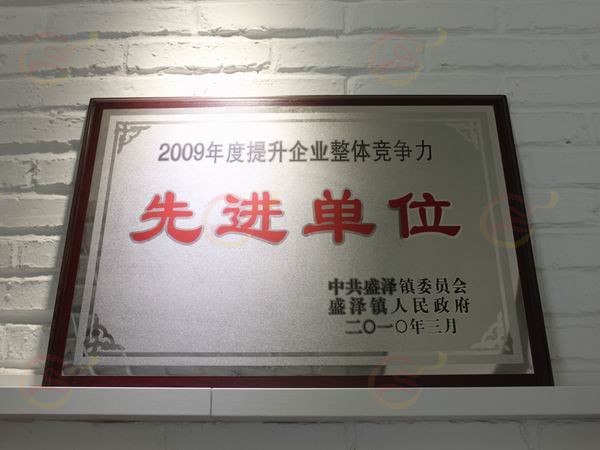 2009年度提升企业整体竞争力
先进单位
中共盛泽镇委员会
盛泽镇人民政府
二〇一〇年三月